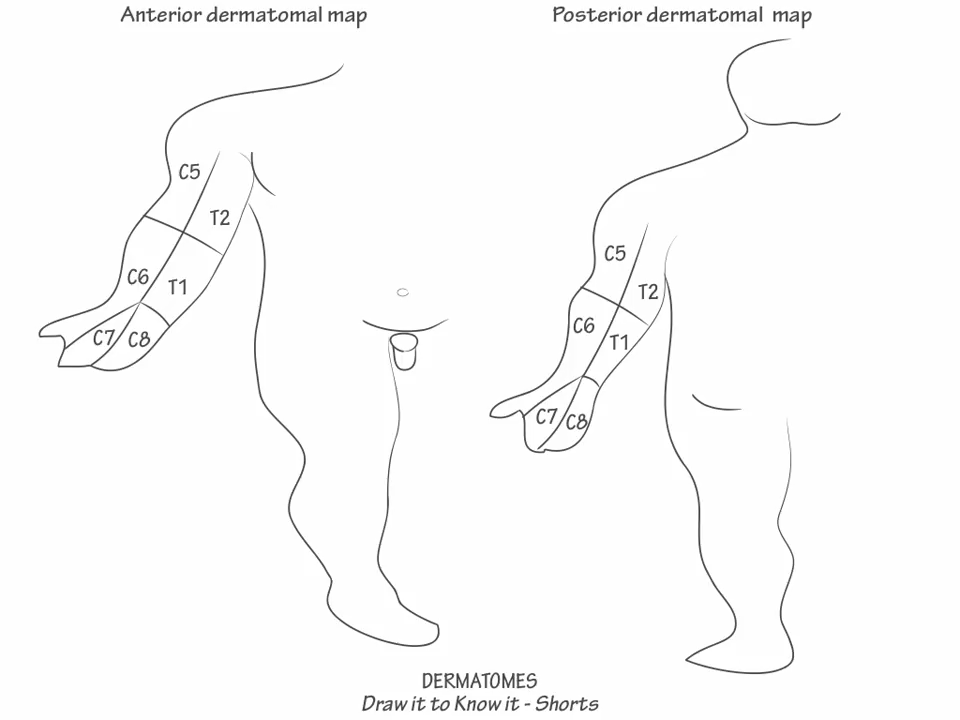 Anterior dermatomal map
Posterior dermatomal map
C5
T2
C6
T1
C7
C8
C5
T2
C6
T1
C7
C8
DERMATOMES
Draw it to Know it - Shorts